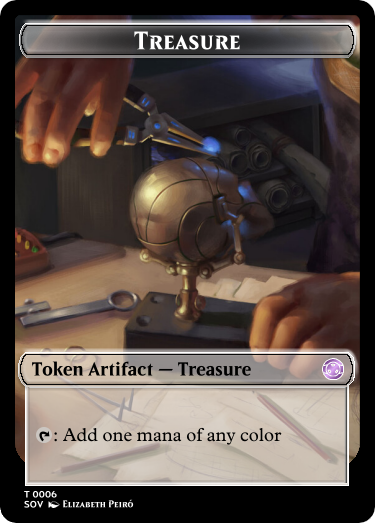 TREASURE
Token Artifact — Treasure
: Add one mana of any color
T 0006
SOV ELIZABETH PEIRÓ